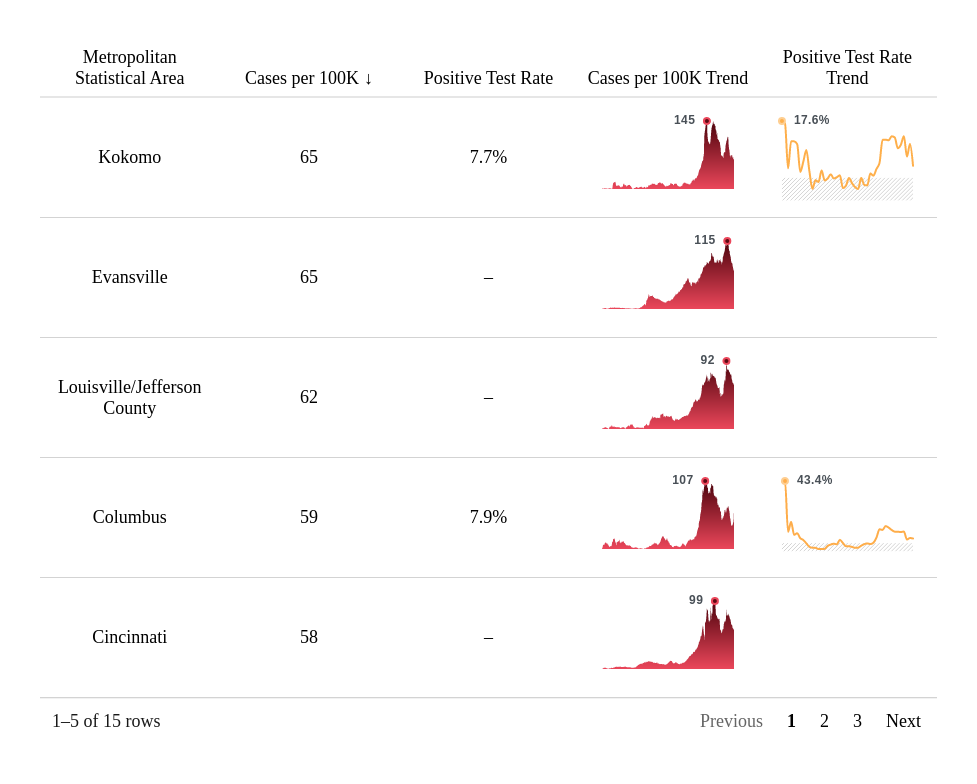 Metropolitan
Statistical Area
Cases per 100K ↓
Positive Test Rate
Cases per 100K Trend
Positive Test Rate
Trend
Kokomo 65 7.7% 145 17.6%
Evansville 65 – 115
Louisville/Jefferson
County
62 – 92
Columbus 59 7.9% 107 43.4%
Cincinnati 58 – 99
1–5 of 15 rows Previous 1 2 3 Next